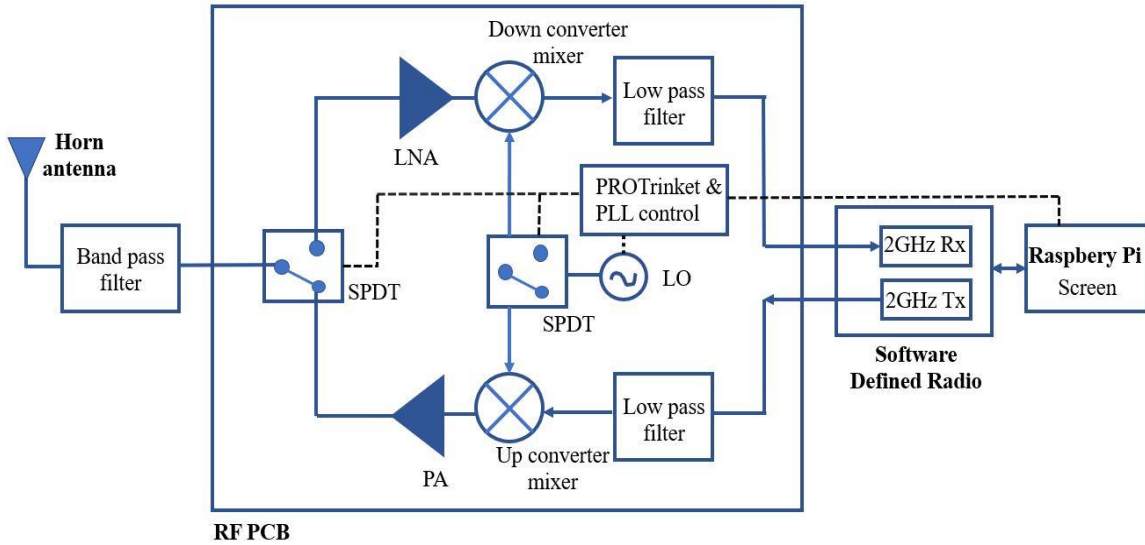 Down converter
mixer
Low pass
filter
Horn
antenna
LNA
PROTrinket &
PLL control
Band pass
filter
SPDT
SPDT
LO
2GHz Rx
2GHz Tx
Raspbery Pi
Screen
Software
Defined Radio
Low pass
filter
PA
Up converter
mixer
RF PCB